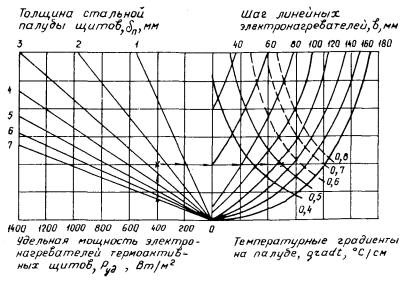 Толщина стальной
палубы щитов, δп, мм
Шаг линейных
электронагревателей, в, мм
3 2 1
40 60 80 100 120 140 160 180
4
5
6
7
0,8
0,7
0,6
0,5
0,4
1400 1200 1000 800 600 400 200 0
Удельная мощность электро-
нагревателей термоактив-
ных щитов, Руд, Вт/м²
Температурные градиенты
на палубе, gradt, °С/см